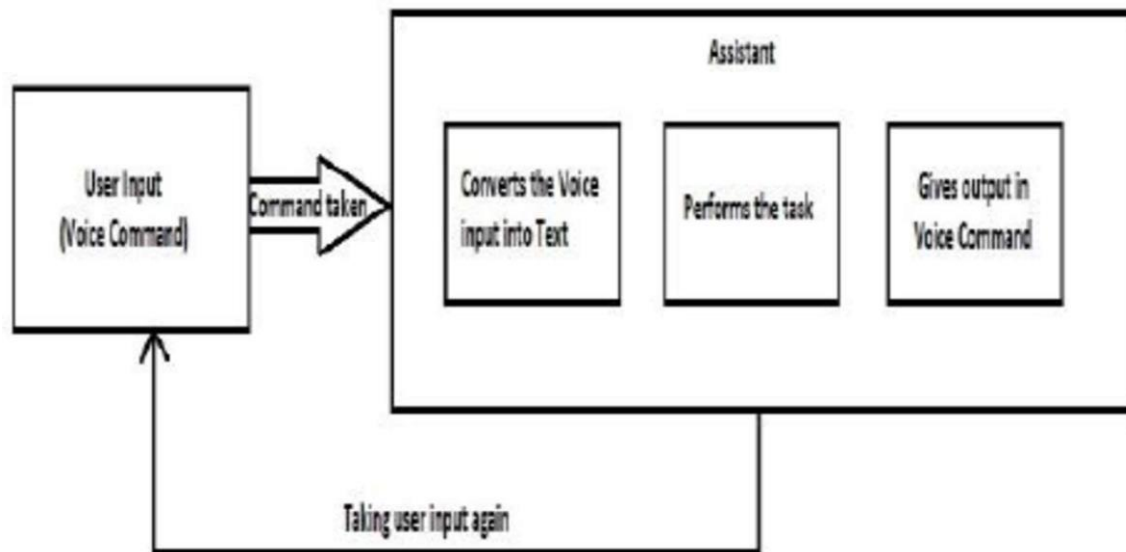 Assistant
User Input
(Voice Command)
Command taken
Converts the Voice
input into Text
Performs the task
Gives output in
Voice Command
Taking user input again